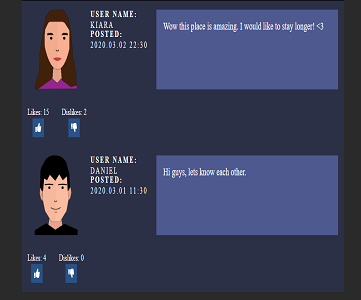 USER NAME:
KIARA
POSTED:
2020.03.02 22:30
Wow this place is amazing. I would like to stay longer! <3
Likes: 15 Dislikes: 2
USER NAME:
DANIEL
POSTED:
2020.03.01 11:30
Hi guys, lets know each other.
Likes: 4 Dislikes: 0